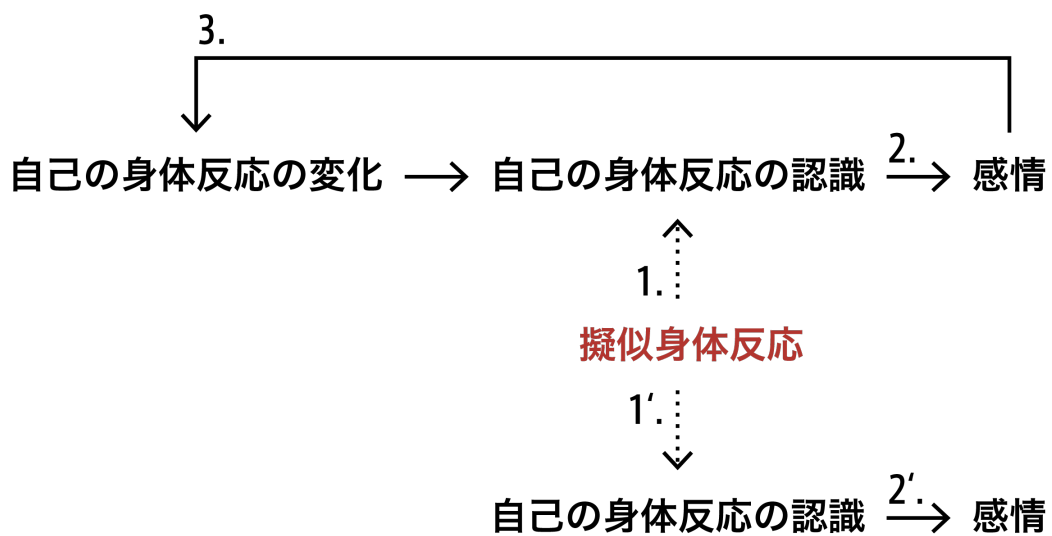 3.
自己の身体反応の変化 → 自己の身体反応の認識 2. → 感情
1.
擬似身体反応
1‘.
自己の身体反応の認識 2‘. → 感情